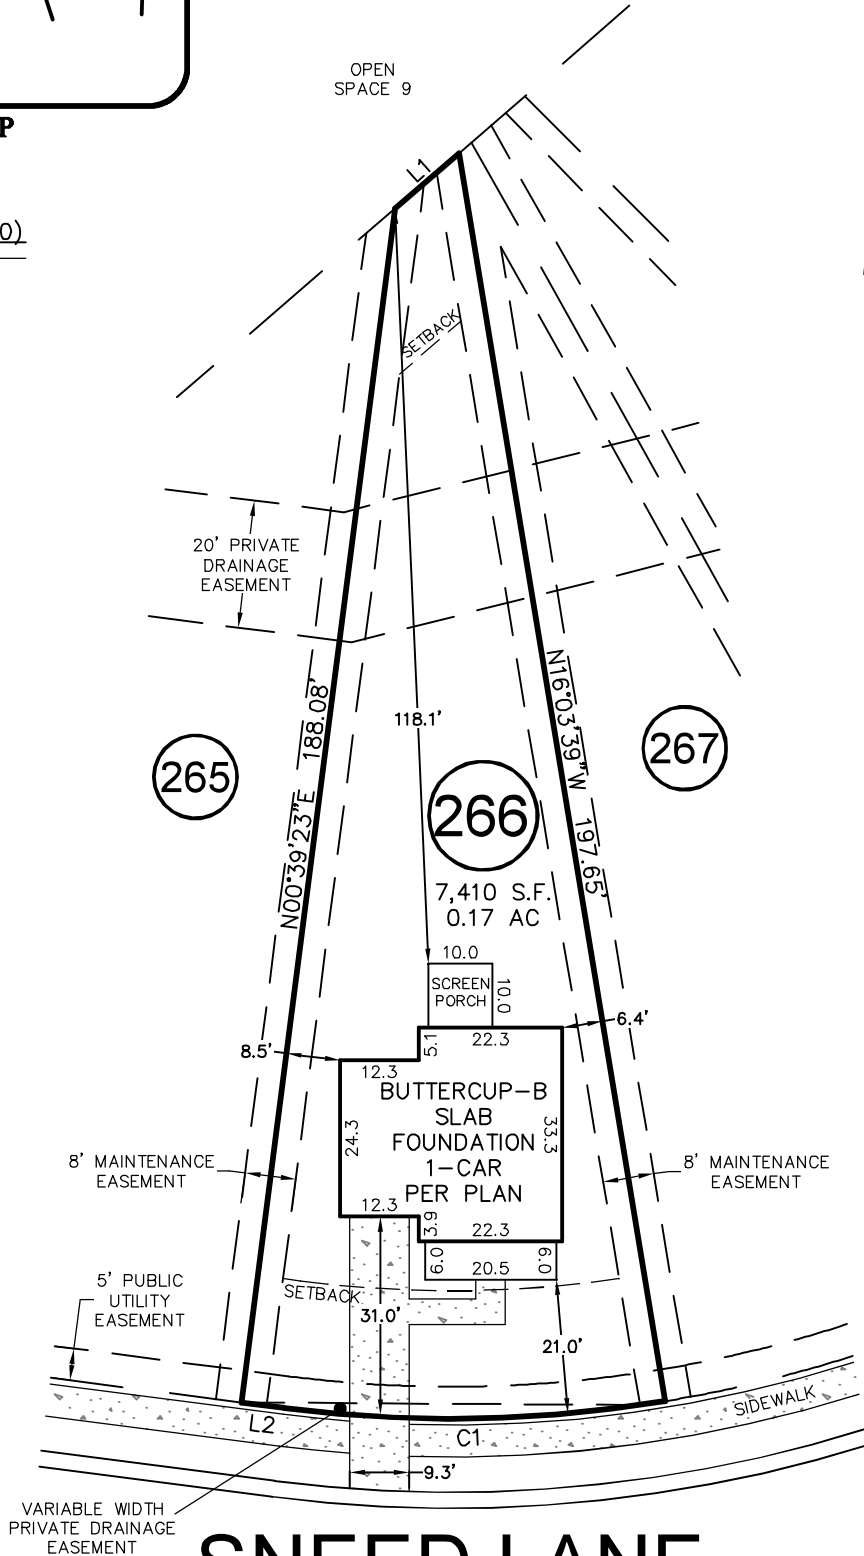 P
0)
OPEN
SPACE 9
L1
SETBACK
20' PRIVATE
DRAINAGE
EASEMENT
N00°39'23"E 188.08'
118.1'
N16°03'39"W 197.65'
265
266
267
7,410 S.F.
0.17 AC
10.0
SCREEN
PORCH
10.0
6.4'
8.5'
5.1
22.3
12.3
BUTTERCUP-B
SLAB
FOUNDATION
1-CAR
PER PLAN
24.3
33.3
8' MAINTENANCE
EASEMENT
8' MAINTENANCE
EASEMENT
12.3
3.9
22.3
6.0
20.5
6.0
SETBACK
5' PUBLIC
UTILITY
EASEMENT
31.0'
21.0'
SIDEWALK
L2
C1
9.3'
VARIABLE WIDTH
PRIVATE DRAINAGE
EASEMENT
SNEED LANE